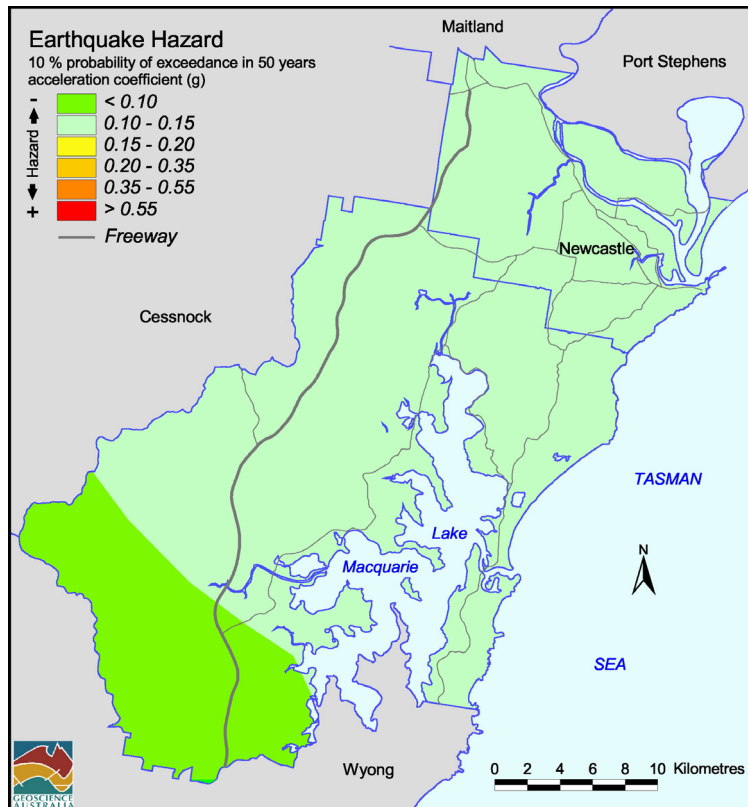 Earthquake Hazard
10 % probability of exceedance in 50 years
acceleration coefficient (g)
- Hazard +
< 0.10
0.10 - 0.15
0.15 - 0.20
0.20 - 0.35
0.35 - 0.55
> 0.55
Freeway
Maitland
Port Stephens
Newcastle
Cessnock
TASMAN
Lake
Macquarie
N
SEA
Wyong
0 2 4 6 8 10 Kilometres
GEOSCIENCE
AUSTRALIA